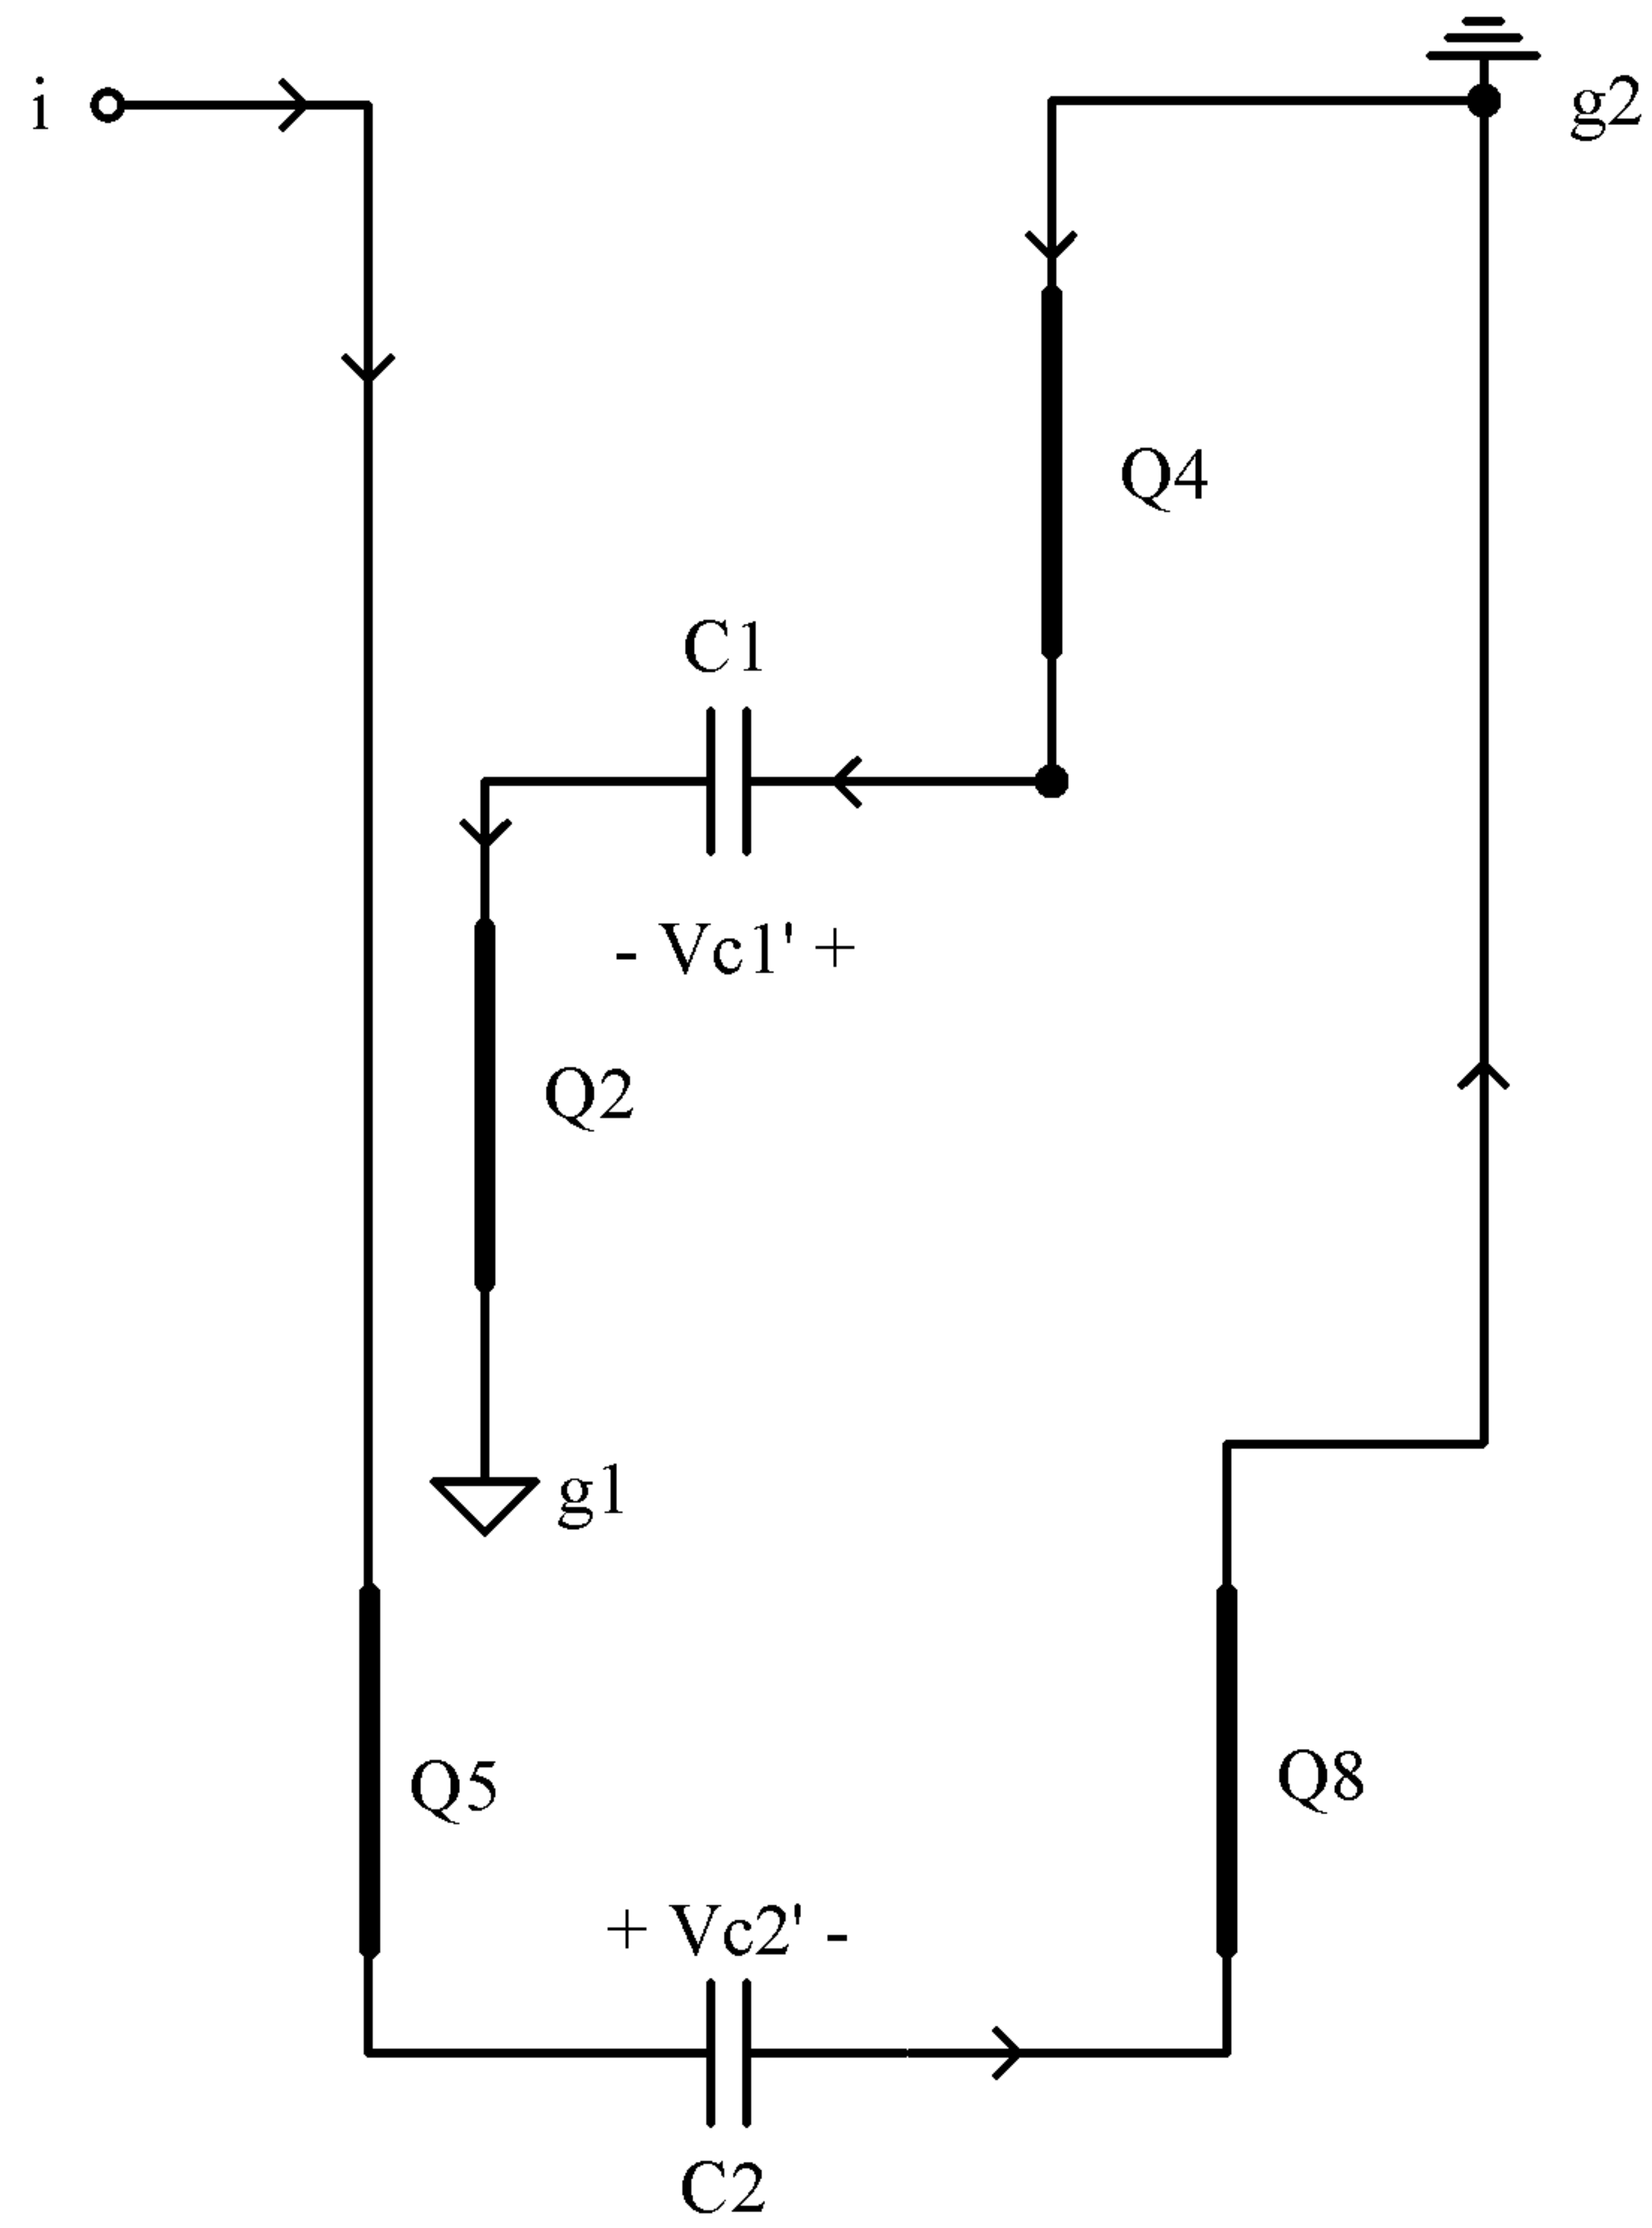 i
g2
Q4
C1
- Vc1' +
Q2
g1
Q5
Q8
+ Vc2' -
C2